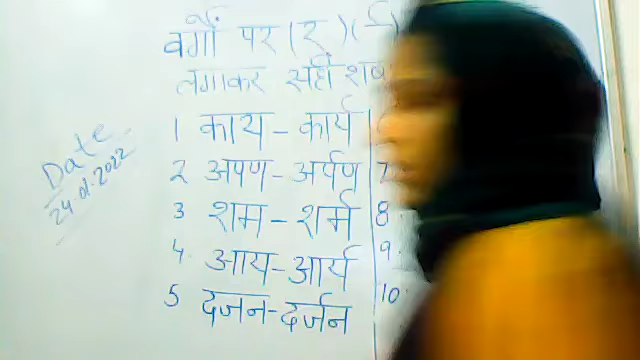 वर्गों पर (र्) (
लगाकर सही
Date
24.01.2022
1 काय - कार्य
2 अपण - अर्पण
3 शम - शर्म
4 आय - आर्य
5 दजन - दर्जन
7
8
9.
10